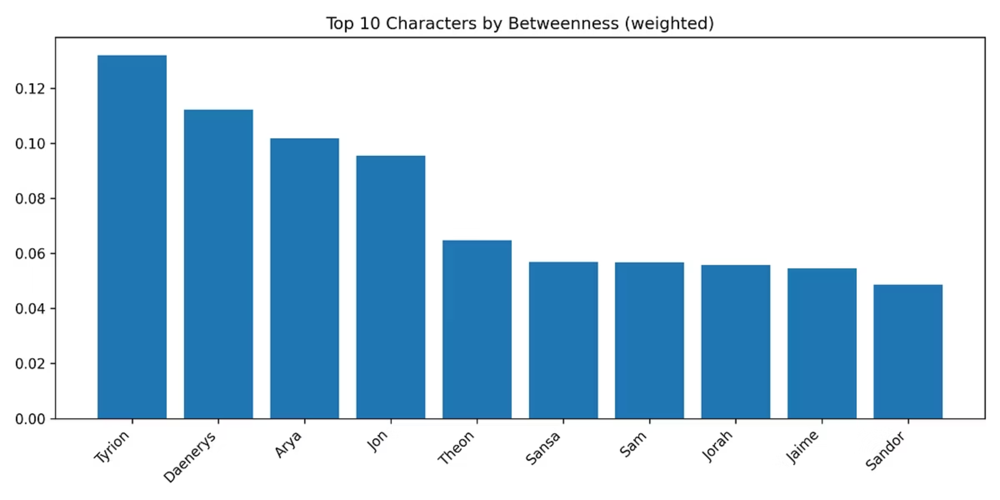 Top 10 Characters by Betweenness (weighted)
0.12
0.10
0.08
0.06
0.04
0.02
0.00
Tyrion
Daenerys
Arya
Jon
Theon
Sansa
Sam
Jorah
Jaime
Sandor